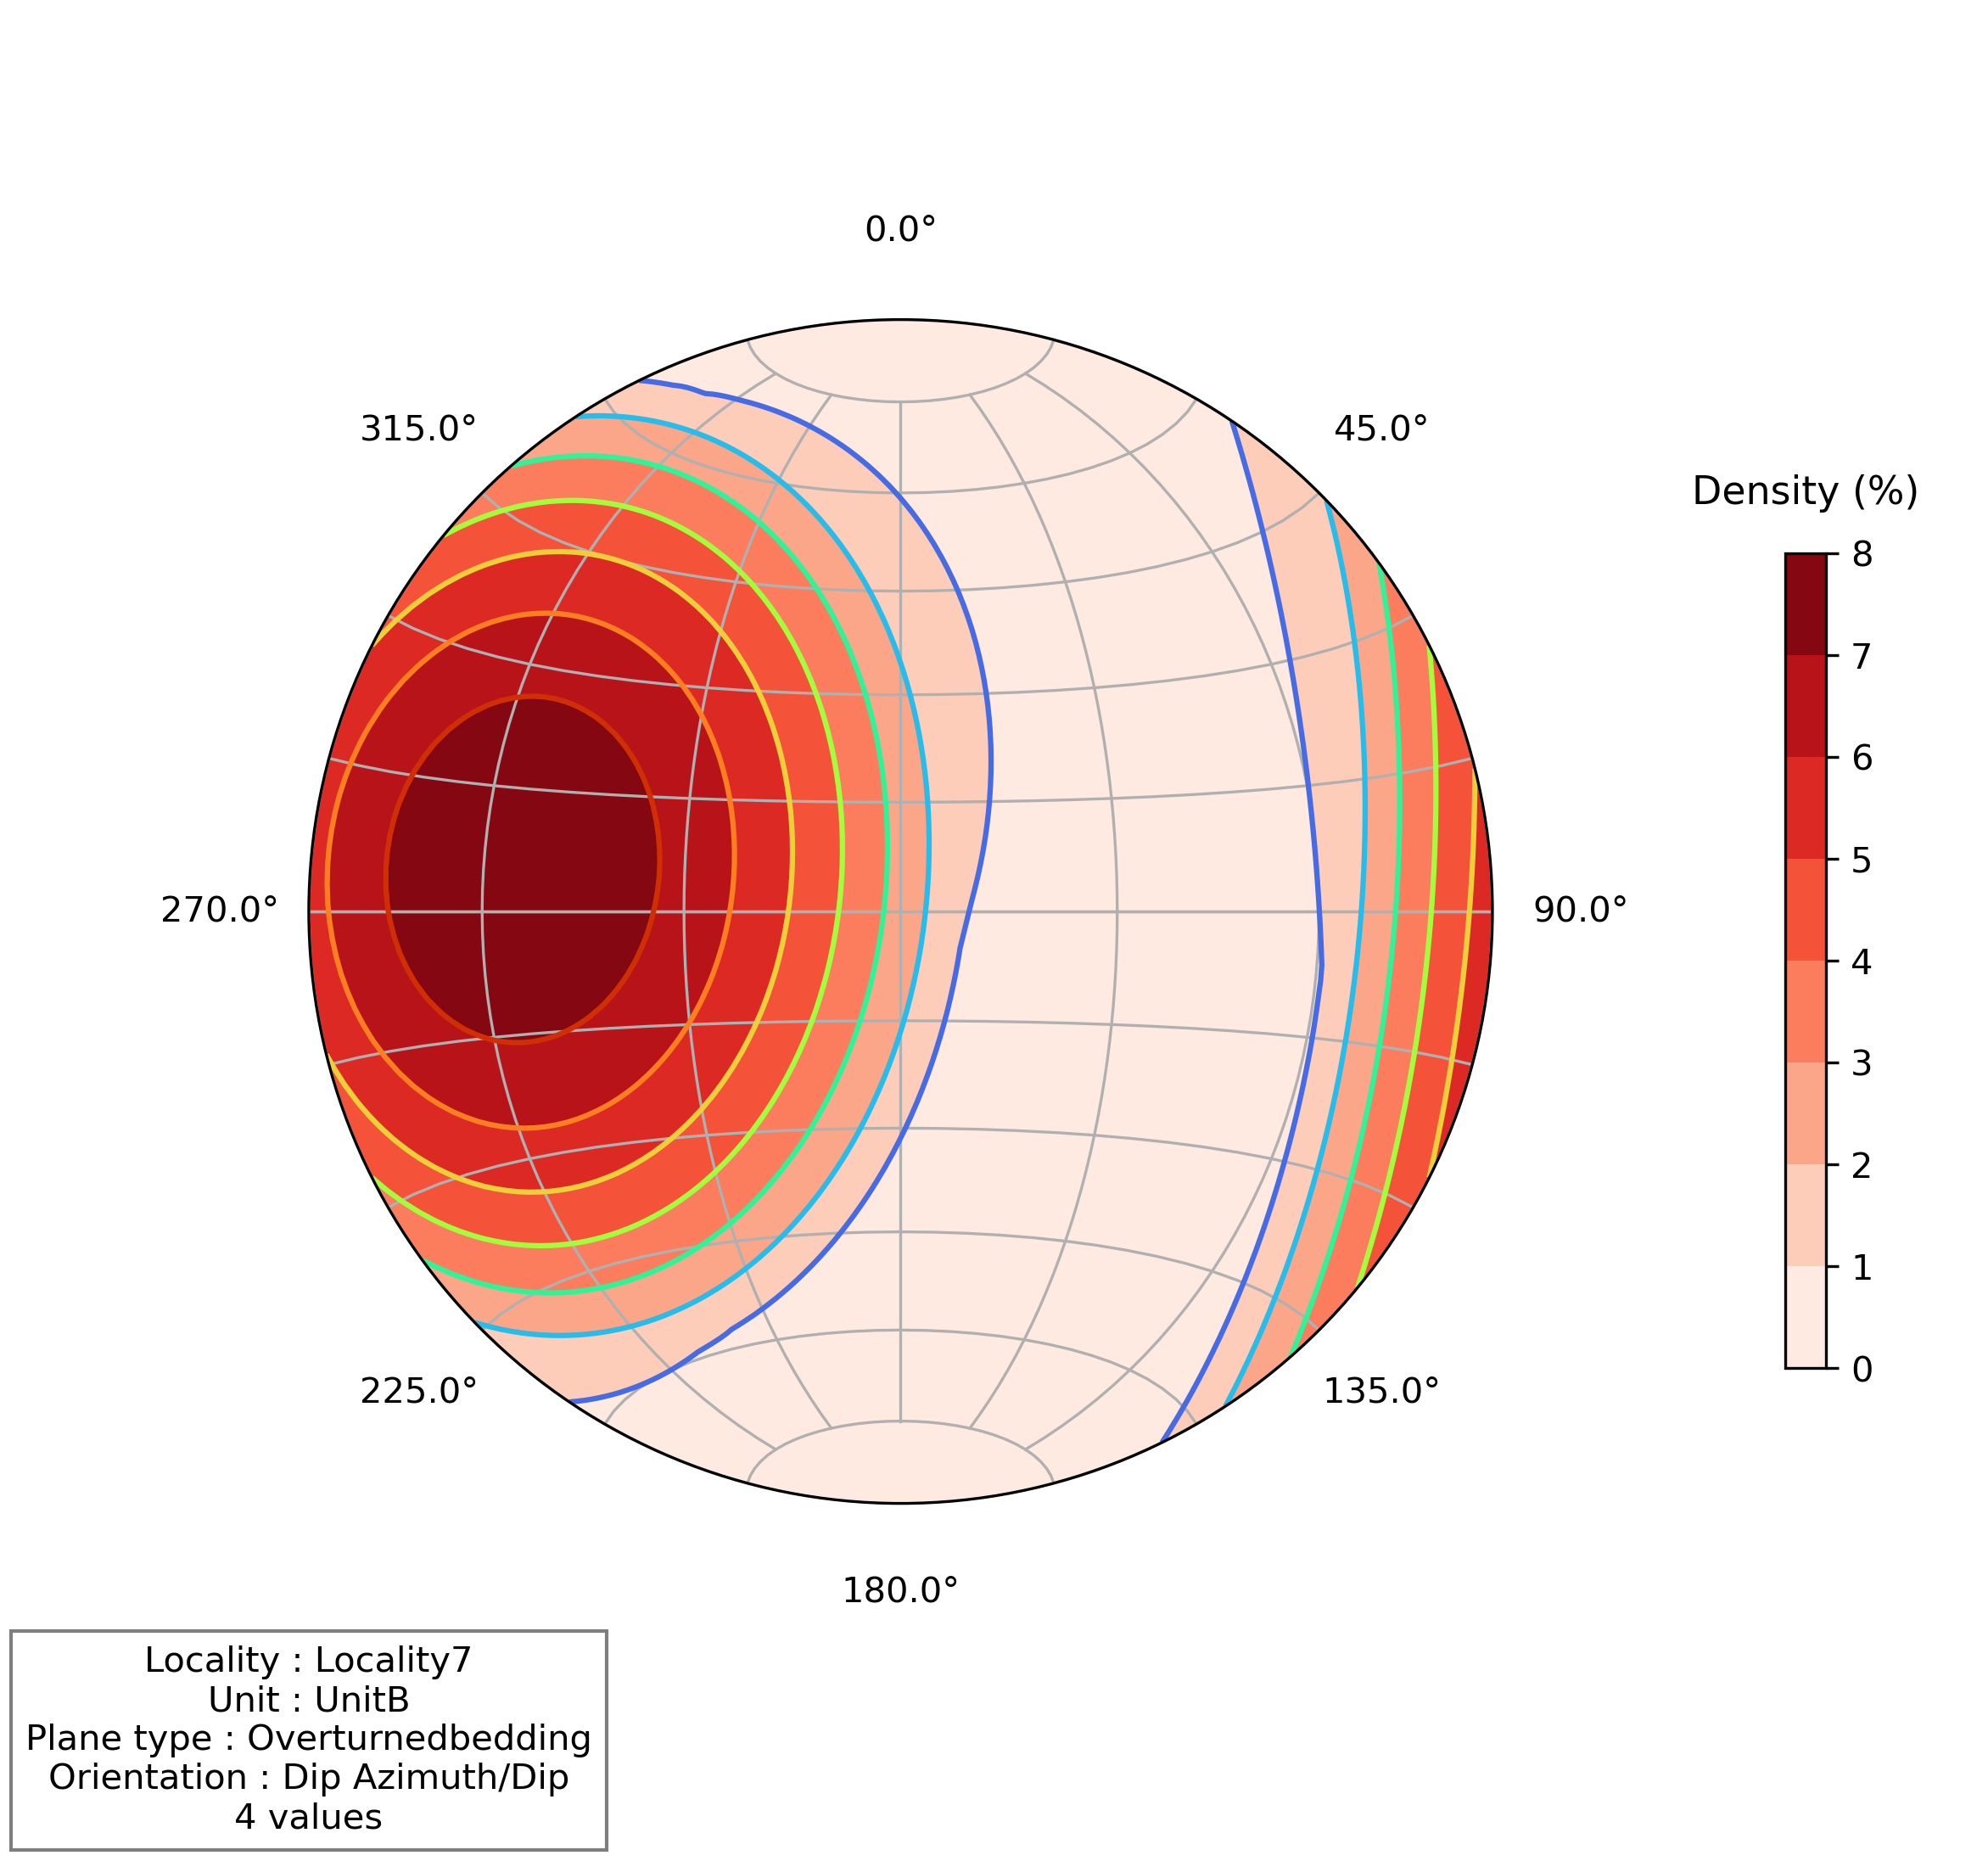 0.0°
315.0°
45.0°
Density (%)
8
7
6
5
4
3
2
1
0
270.0°
90.0°
225.0°
135.0°
180.0°
Locality : Locality7
Unit : UnitB
Plane type : Overturnedbedding
Orientation : Dip Azimuth/Dip
4 values